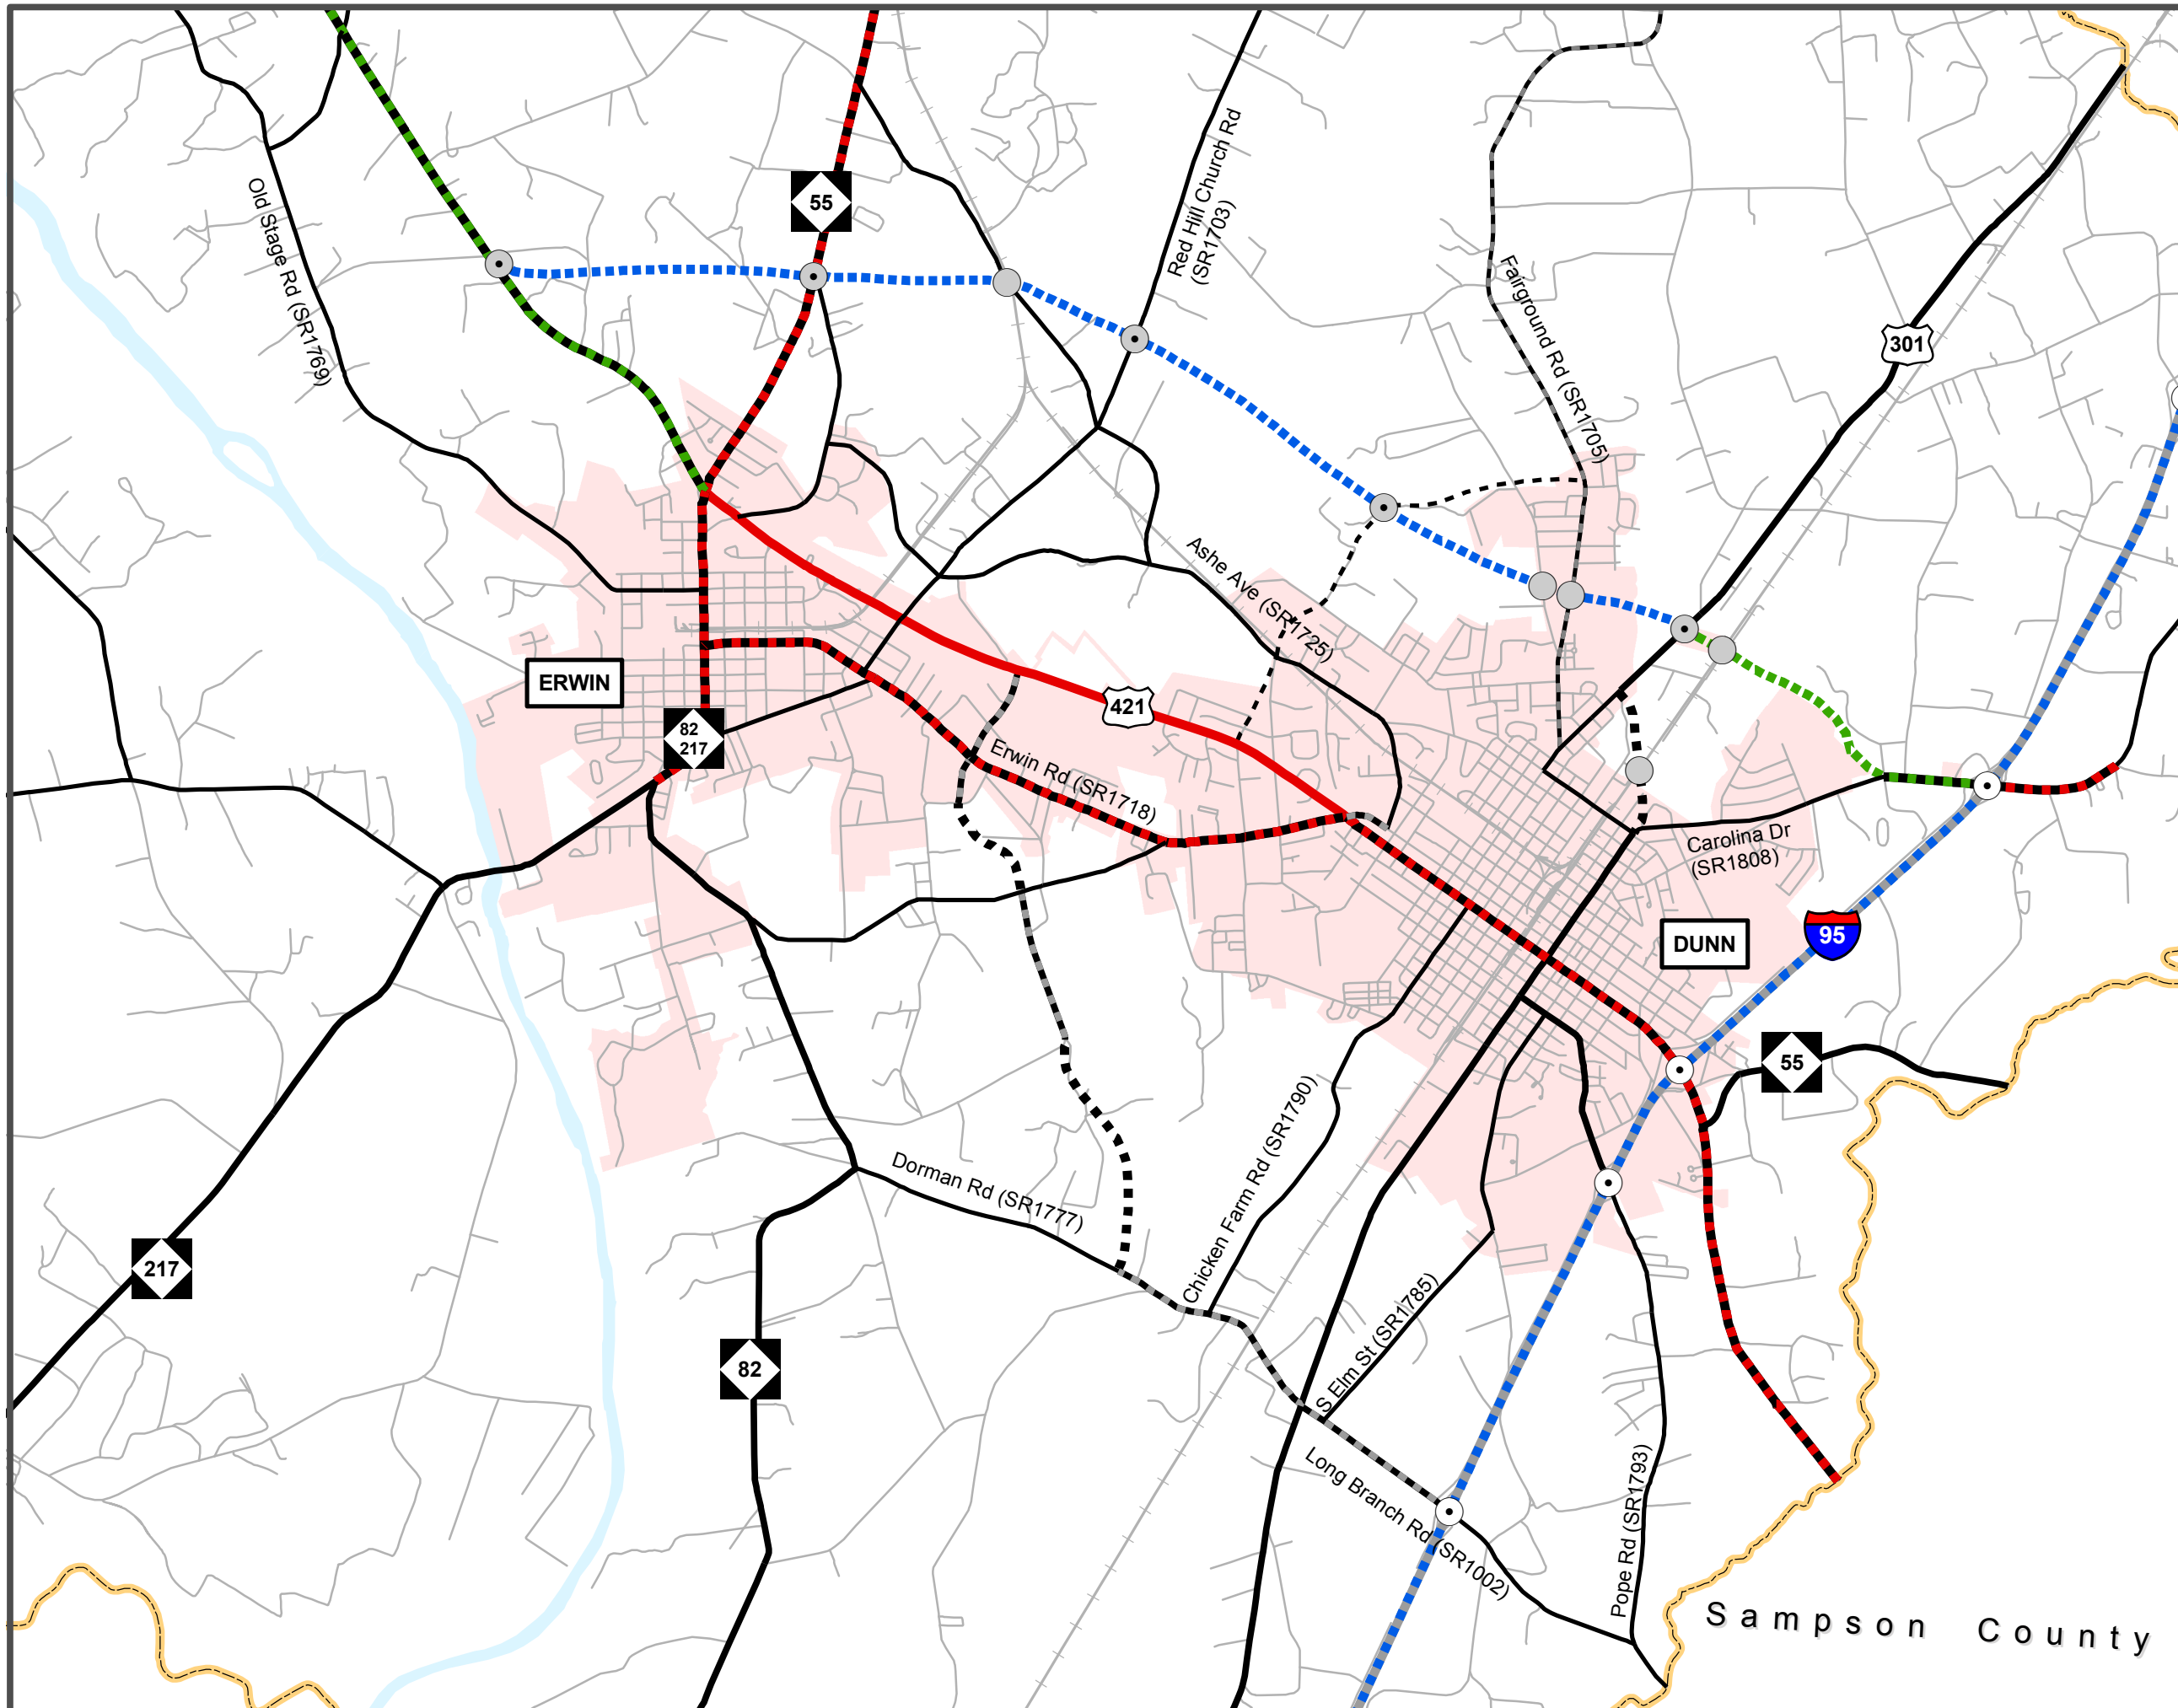 55
Red Hill Church Rd
(SR1703)
Old Stage Rd (SR1769)
Fairground Rd (SR1705)
301
Ashe Ave (SR1725)
ERWIN
421
82
217
Erwin Rd (SR1718)
Carolina Dr
(SR1808)
95
DUNN
55
Chicken Farm Rd (SR1790)
Dorman Rd (SR1777)
217
S Elm St (SR1785)
82
Long Branch Rd (SR1002)
Pope Rd (SR1793)
Sampson County